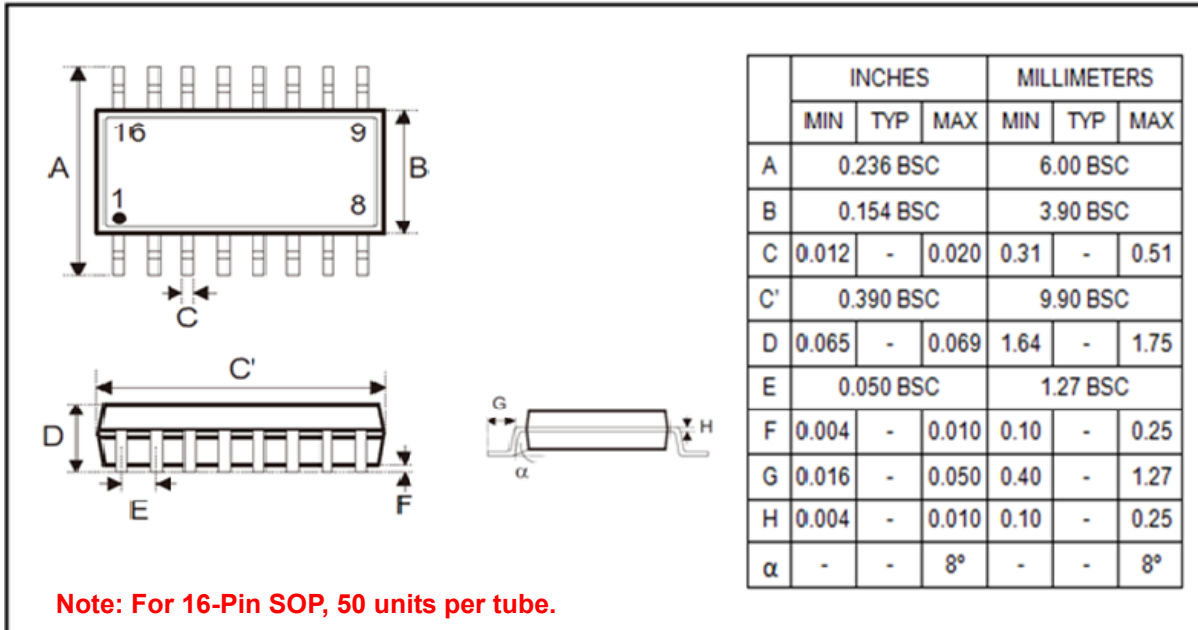 A
16
9
1
8
B
C
C'
D
E
F
G
H
α
INCHES MILLIMETERS
MIN TYP MAX MIN TYP MAX
A 0.236 BSC 6.00 BSC
B 0.154 BSC 3.90 BSC
C 0.012 - 0.020 0.31 - 0.51
C' 0.390 BSC 9.90 BSC
D 0.065 - 0.069 1.64 - 1.75
E 0.050 BSC 1.27 BSC
F 0.004 - 0.010 0.10 - 0.25
G 0.016 - 0.050 0.40 - 1.27
H 0.004 - 0.010 0.10 - 0.25
α - - 8° - - 8°
Note: For 16-Pin SOP, 50 units per tube.